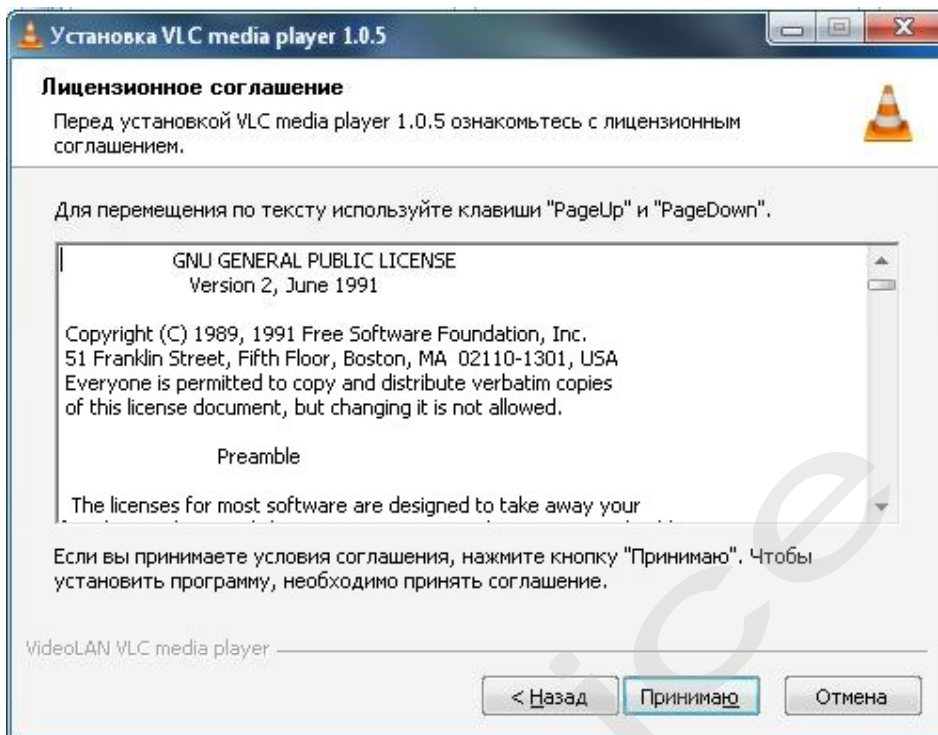 Установка VLC media player 1.0.5
Лицензионное соглашение
Перед установкой VLC media player 1.0.5 ознакомьтесь с лицензионным
соглашением.
Для перемещения по тексту используйте клавиши "PageUp" и "PageDown".
GNU GENERAL PUBLIC LICENSE
Version 2, June 1991
Copyright (C) 1989, 1991 Free Software Foundation, Inc.
51 Franklin Street, Fifth Floor, Boston, MA 02110-1301, USA
Everyone is permitted to copy and distribute verbatim copies
of this license document, but changing it is not allowed.
Preamble
The licenses for most software are designed to take away your
Если вы принимаете условия соглашения, нажмите кнопку "Принимаю". Чтобы
установить программу, необходимо принять соглашение.
VideoLAN VLC media player
< Назад Принимаю Отмена
ice